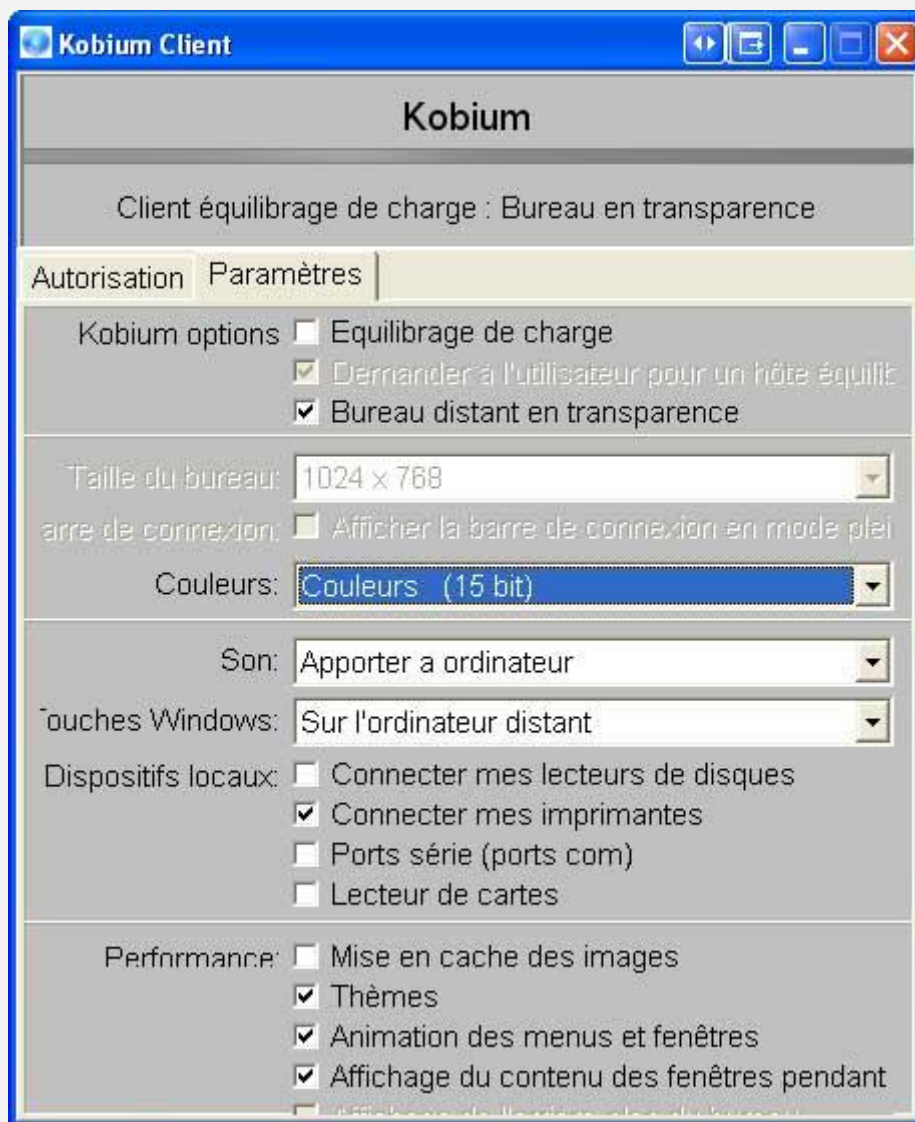 Kobium Client
Kobium
Client équilibrage de charge : Bureau en transparence
Autorisation Paramètres
Kobium options Equilibrage de charge
Demander à l'utilisateur pour un hôte équilib
Bureau distant en transparence
Taille du bureau: 1024 x 768
arre de connexion: Afficher la barre de connexion en mode plei
Couleurs: Couleurs (15 bit)
Son: Apporter a ordinateur
Touches Windows: Sur l'ordinateur distant
Dispositifs locaux: Connecter mes lecteurs de disques
Connecter mes imprimantes
Ports série (ports com)
Lecteur de cartes
Performance: Mise en cache des images
Thèmes
Animation des menus et fenêtres
Affichage du contenu des fenêtres pendant